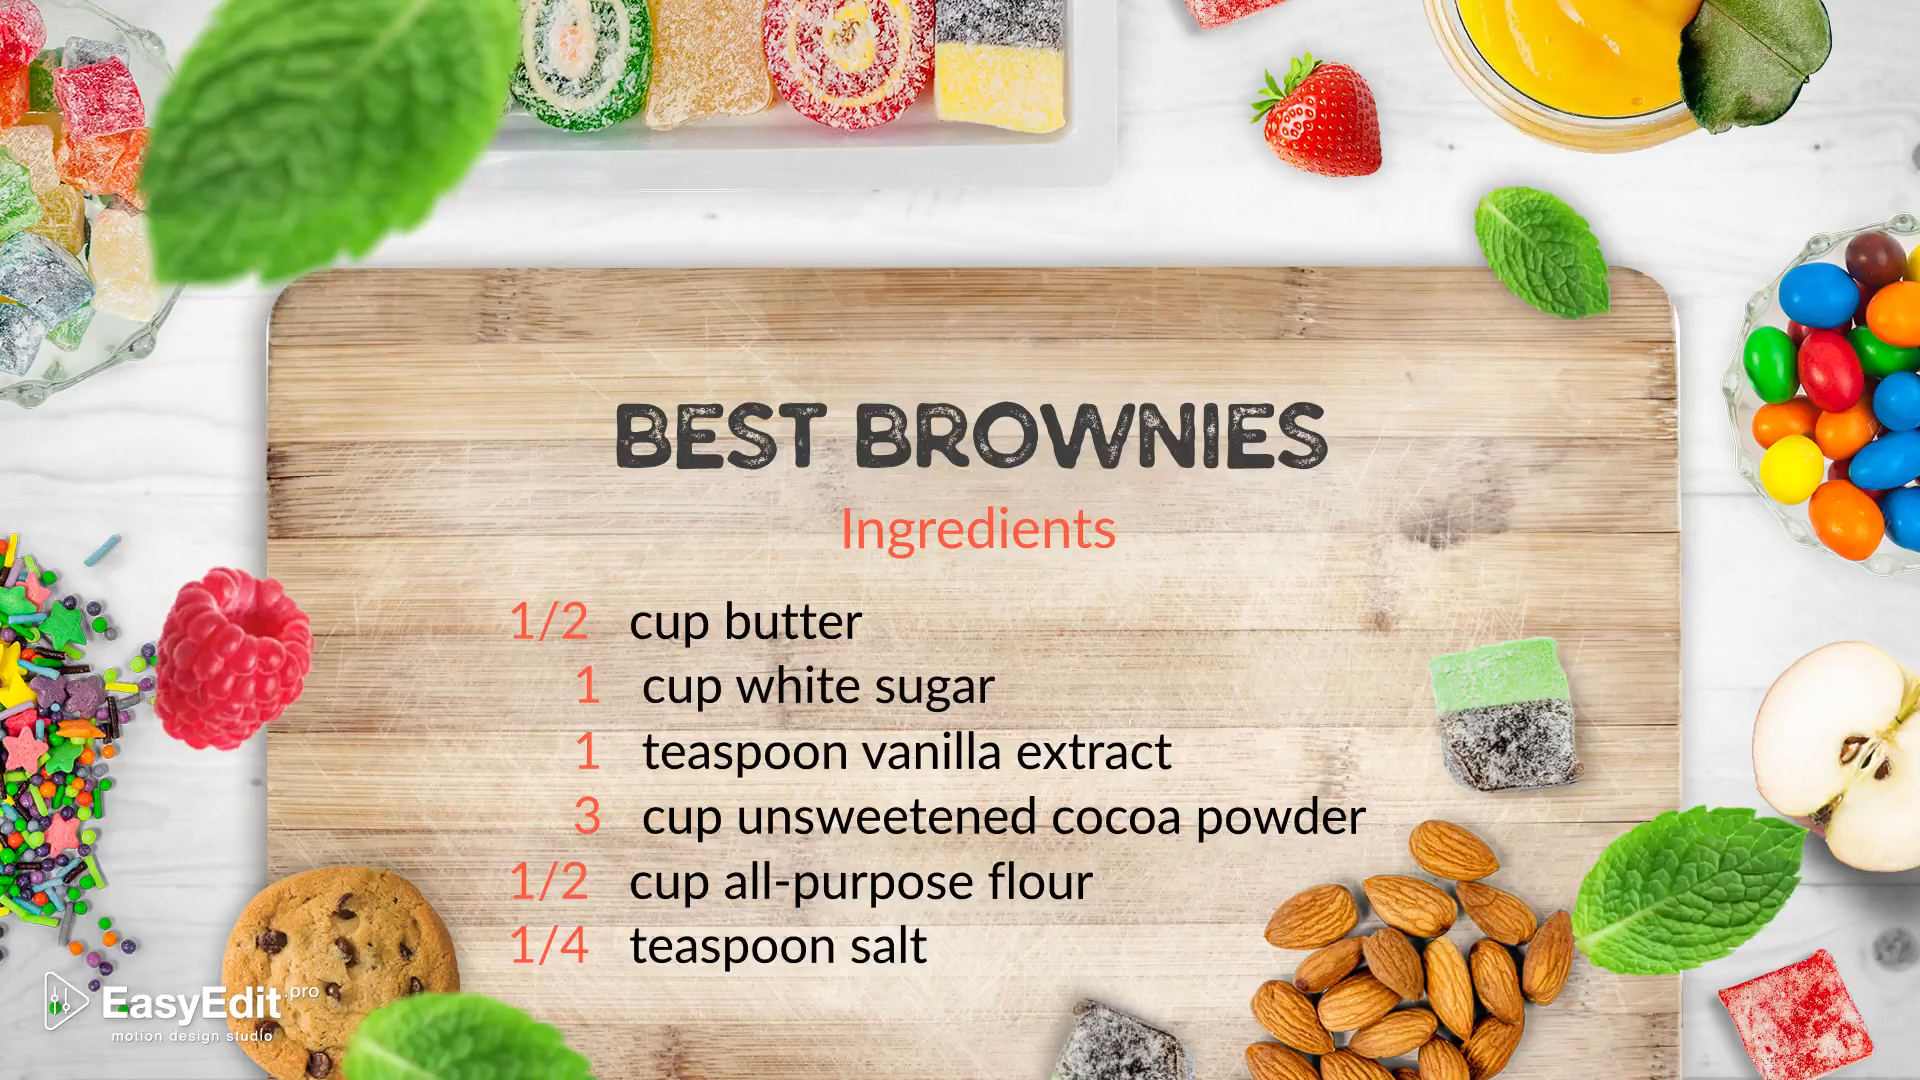 BEST BROWNIES
Ingredients
1/2 cup butter
1 cup white sugar
1 teaspoon vanilla extract
3 cup unsweetened cocoa powder
1/2 cup all-purpose flour
1/4 teaspoon salt
EasyEdit.pro
motion design studio